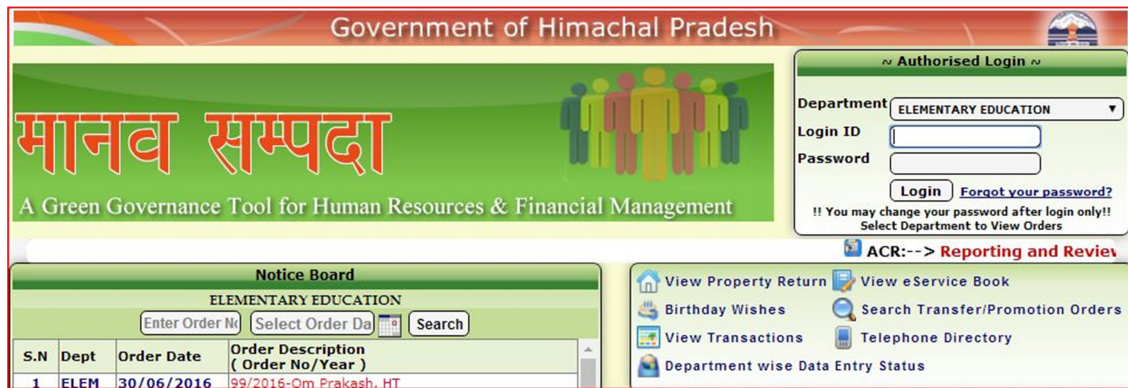 Government of Himachal Pradesh
मानव सम्पदा
A Green Governance Tool for Human Resources & Financial Management
~ Authorised Login ~
Department ELEMENTARY EDUCATION
Login ID
Password
Login Forgot your password?
!! You may change your password after login only!!
Select Department to View Orders
ACR:--> Reporting and Review
Notice Board
ELEMENTARY EDUCATION
Enter Order No Select Order Da Search
S.N Dept Order Date Order Description
( Order No/Year )
1 ELEM 30/06/2016 99/2016-Om Prakash, HT
View Property Return View eService Book
Birthday Wishes Search Transfer/Promotion Orders
View Transactions Telephone Directory
Department wise Data Entry Status